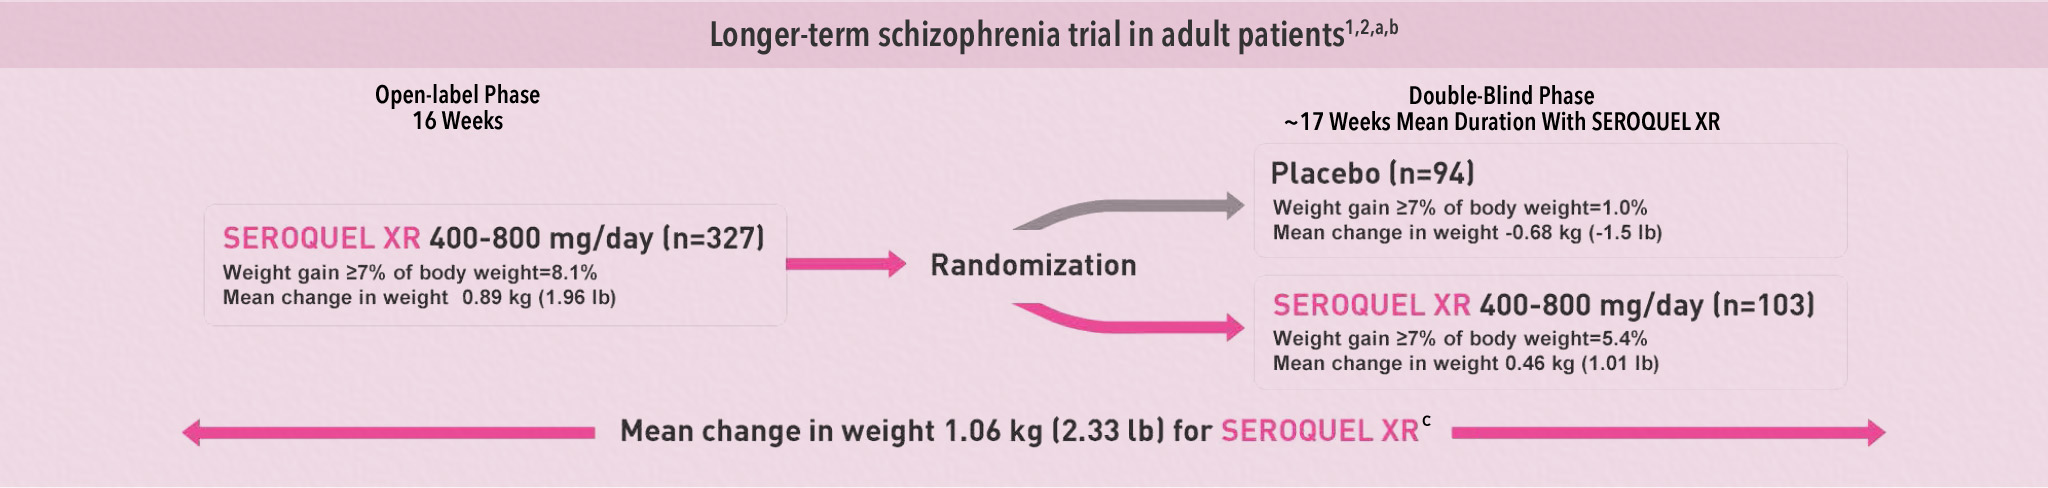 Longer-term schizophrenia trial in adult patients1,2,a,b
Open-label Phase
16 Weeks
Double-Blind Phase
~17 Weeks Mean Duration With SEROQUEL XR
SEROQUEL XR 400-800 mg/day (n=327)
Weight gain ≥7% of body weight=8.1%
Mean change in weight 0.89 kg (1.96 lb)
Randomization
Placebo (n=94)
Weight gain ≥7% of body weight=1.0%
Mean change in weight -0.68 kg (-1.5 lb)
SEROQUEL XR 400-800 mg/day (n=103)
Weight gain ≥7% of body weight=5.4%
Mean change in weight 0.46 kg (1.01 lb)
Mean change in weight 1.06 kg (2.33 lb) for SEROQUEL XRc